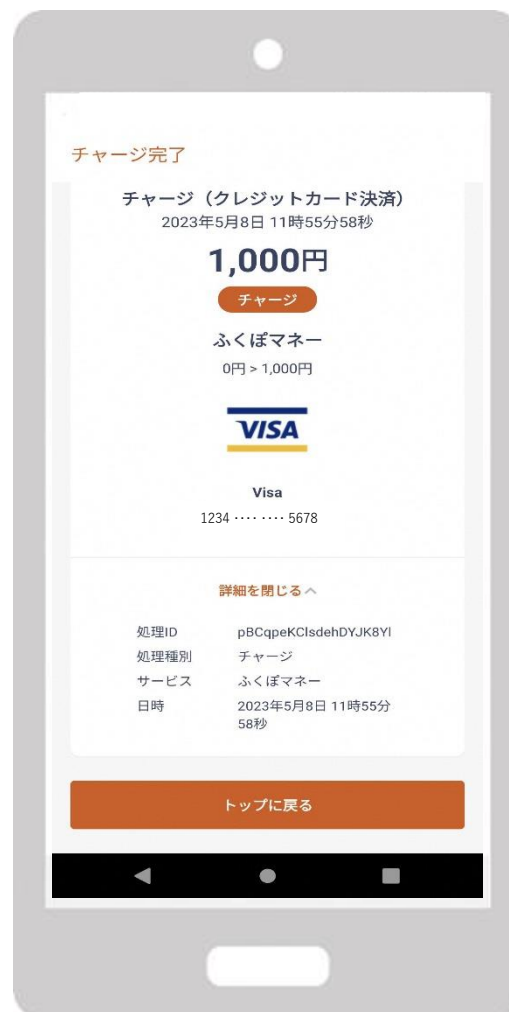 チャージ完了
チャージ（クレジットカード決済）
2023年5月8日 11時55分58秒
1,000円
チャージ
ふくぽマネー
0円 > 1,000円
VISA
Visa
1234 ···· ···· 5678
詳細を閉じる
処理ID pBCqpeKClsdehDYJK8Yl
処理種別 チャージ
サービス ふくぽマネー
日時 2023年5月8日 11時55分
58秒
トップに戻る